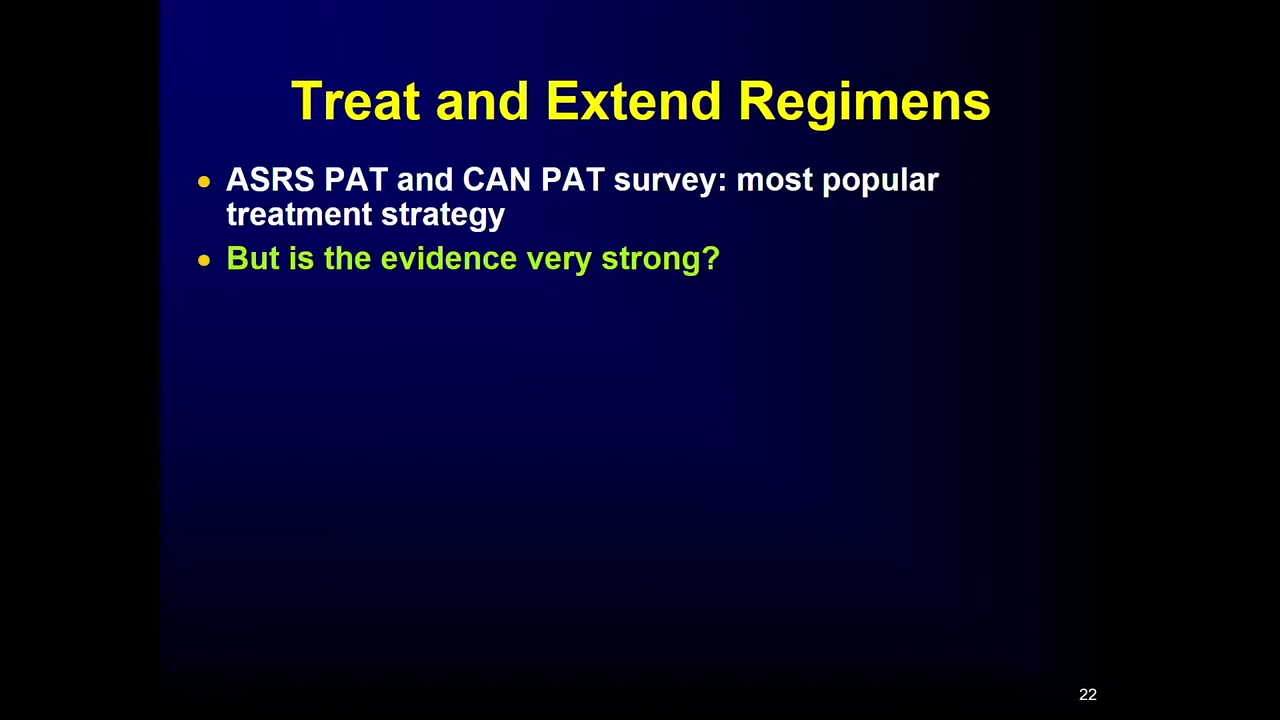 Treat and Extend Regimens
• ASRS PAT and CAN PAT survey: most popular
treatment strategy
• But is the evidence very strong?
22